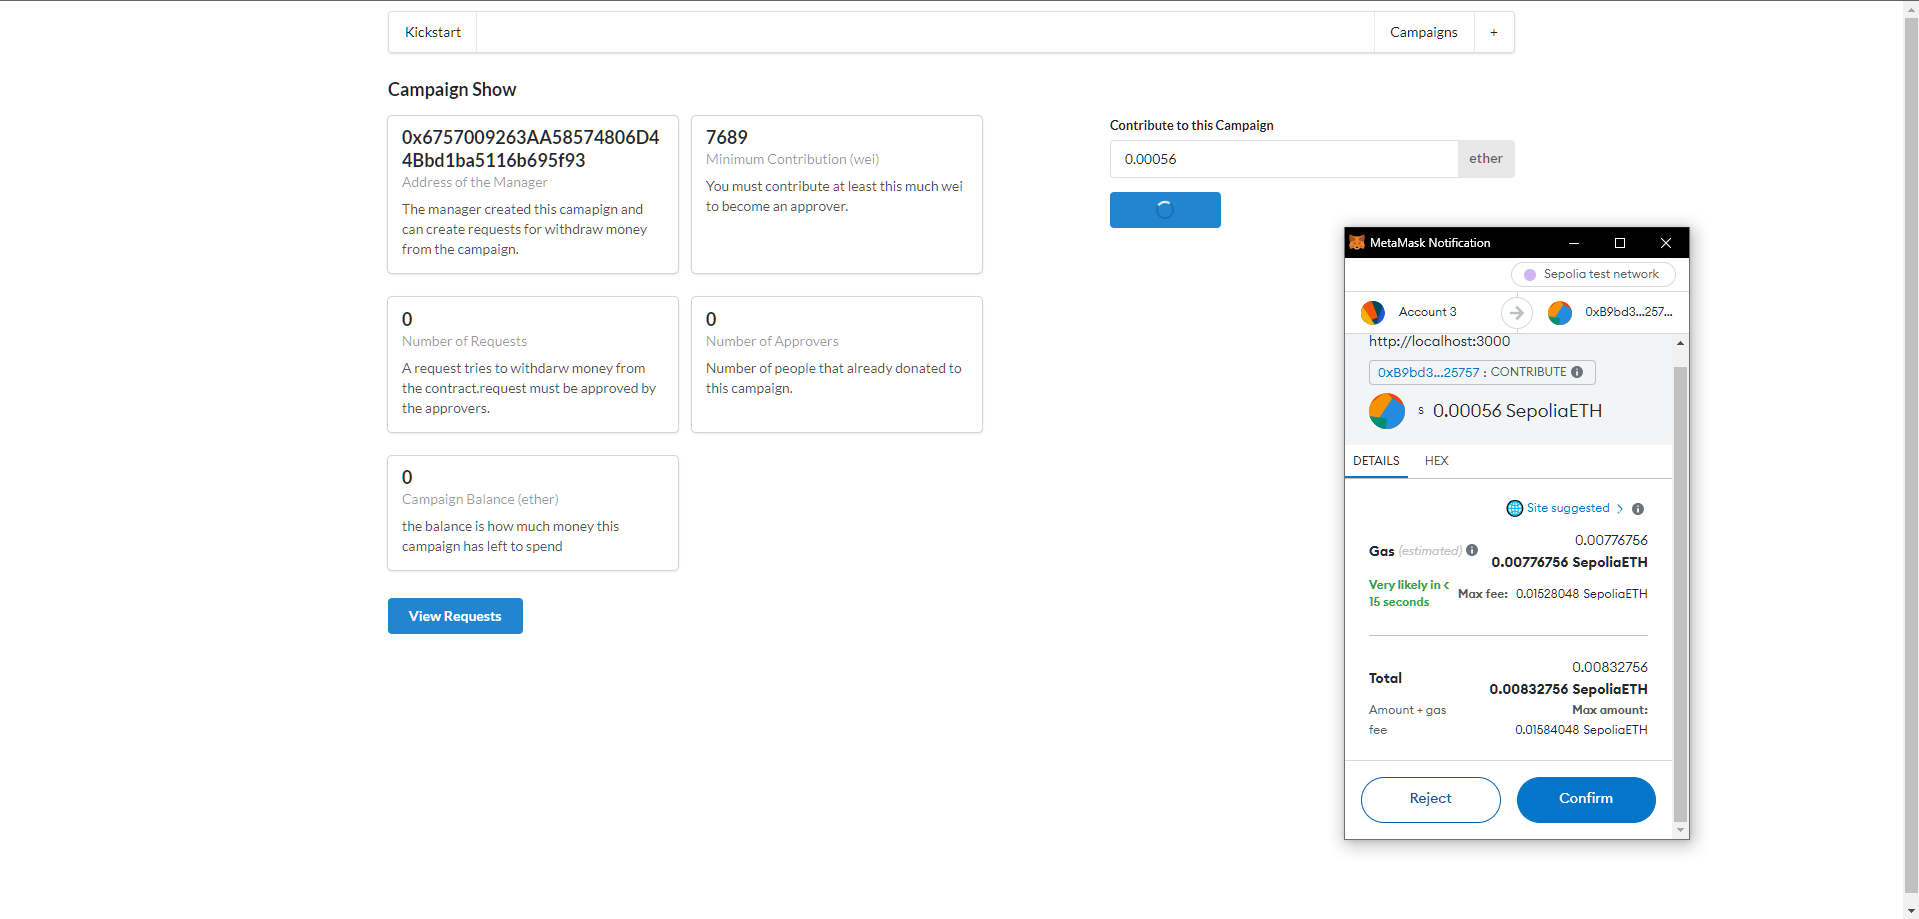 Kickstart
Campaigns
+
Campaign Show
0x6757009263AA58574806D4
4Bbd1ba5116b695f93
Address of the Manager
The manager created this camapign and
can create requests for withdraw money
from the campaign.
7689
Minimum Contribution (wei)
You must contribute at least this much wei
to become an approver.
0
Number of Requests
A request tries to withdarw money from
the contract.request must be approved by
the approvers.
0
Number of Approvers
Number of people that already donated to
this campaign.
0
Campaign Balance (ether)
the balance is how much money this
campaign has left to spend
View Requests
Contribute to this Campaign
0.00056
ether
MetaMask Notification
Sepolia test network
Account 3
0xB9bd3...257...
http://localhost:3000
0xB9bd3...25757 : CONTRIBUTE
S 0.00056 SepoliaETH
DETAILS
HEX
Site suggested
0.00776756
Gas (estimated)
0.00776756 SepoliaETH
Very likely in <
15 seconds
Max fee: 0.01528048 SepoliaETH
0.00832756
Total
0.00832756 SepoliaETH
Amount + gas
fee
Max amount:
0.01584048 SepoliaETH
Reject
Confirm